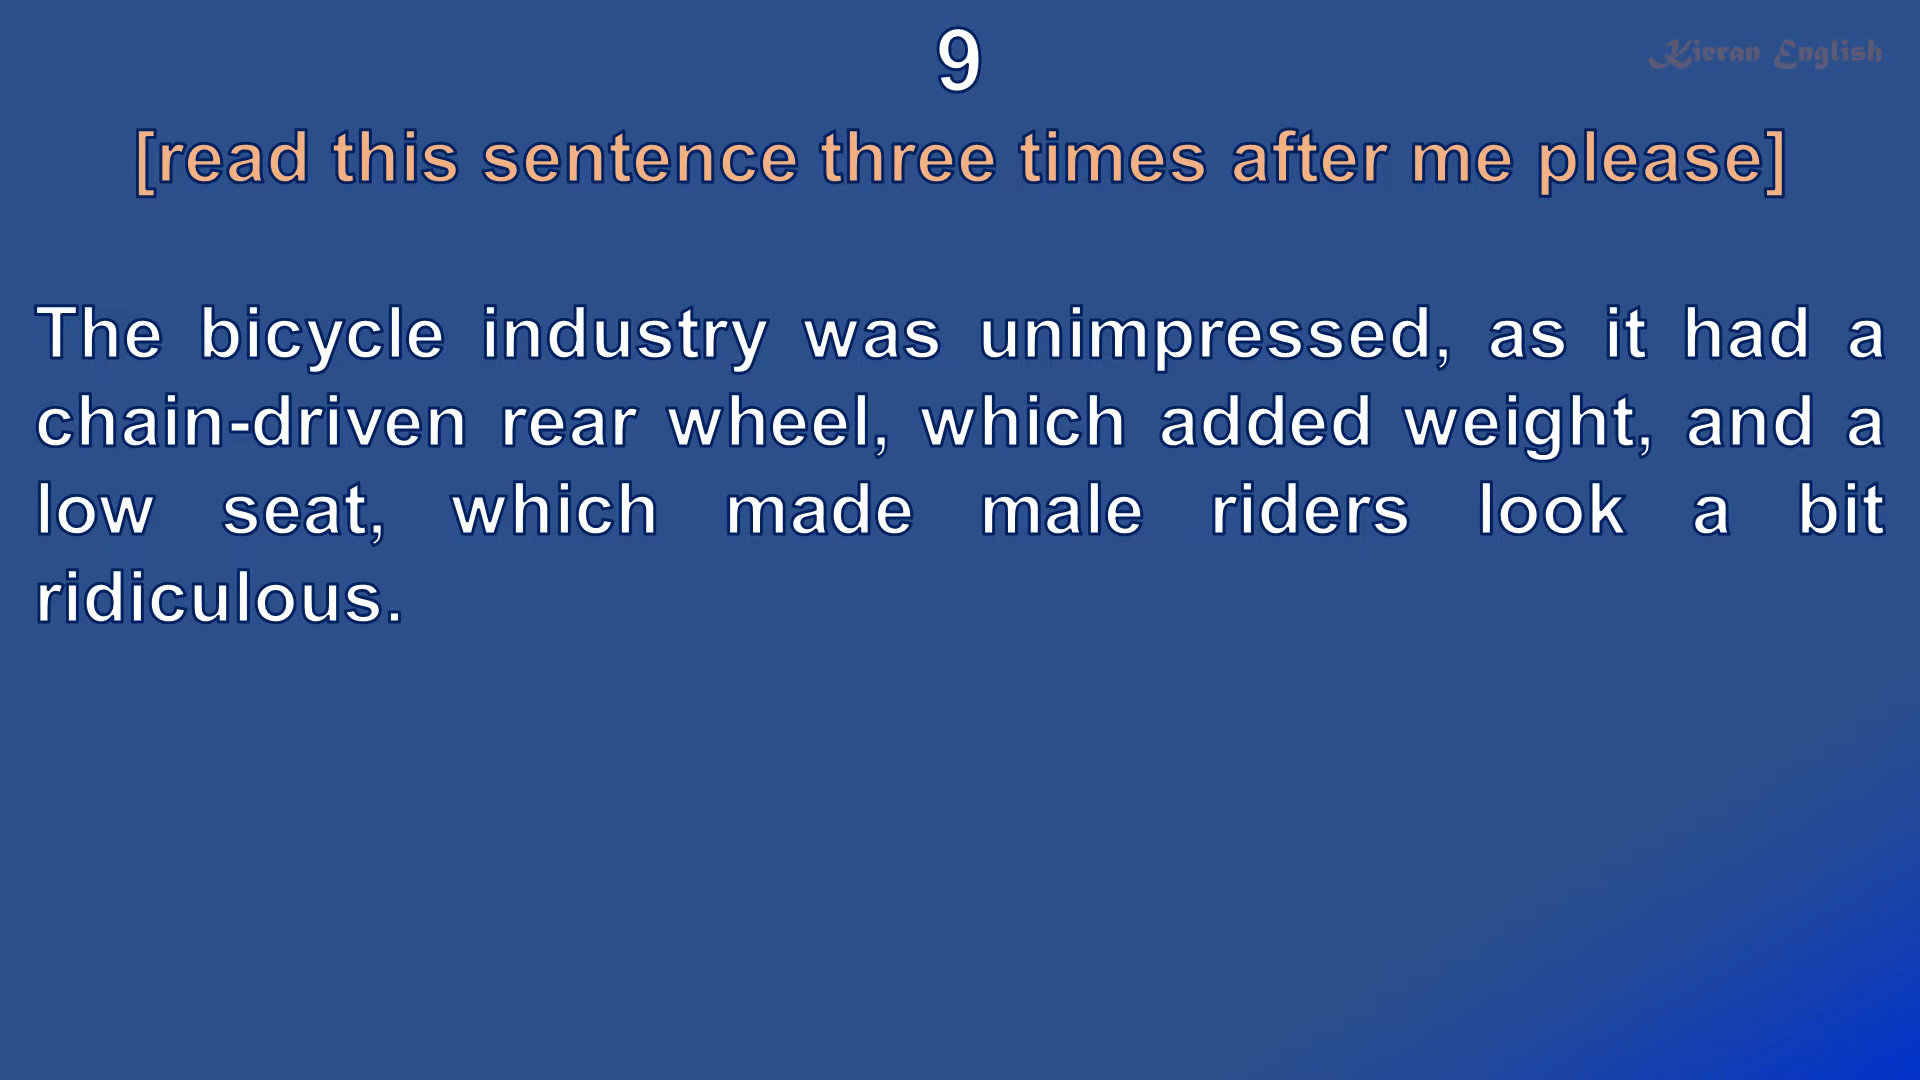 9
Kieran English
[read this sentence three times after me please]
The bicycle industry was unimpressed, as it had a
chain-driven rear wheel, which added weight, and a
low seat, which made male riders look a bit
ridiculous.